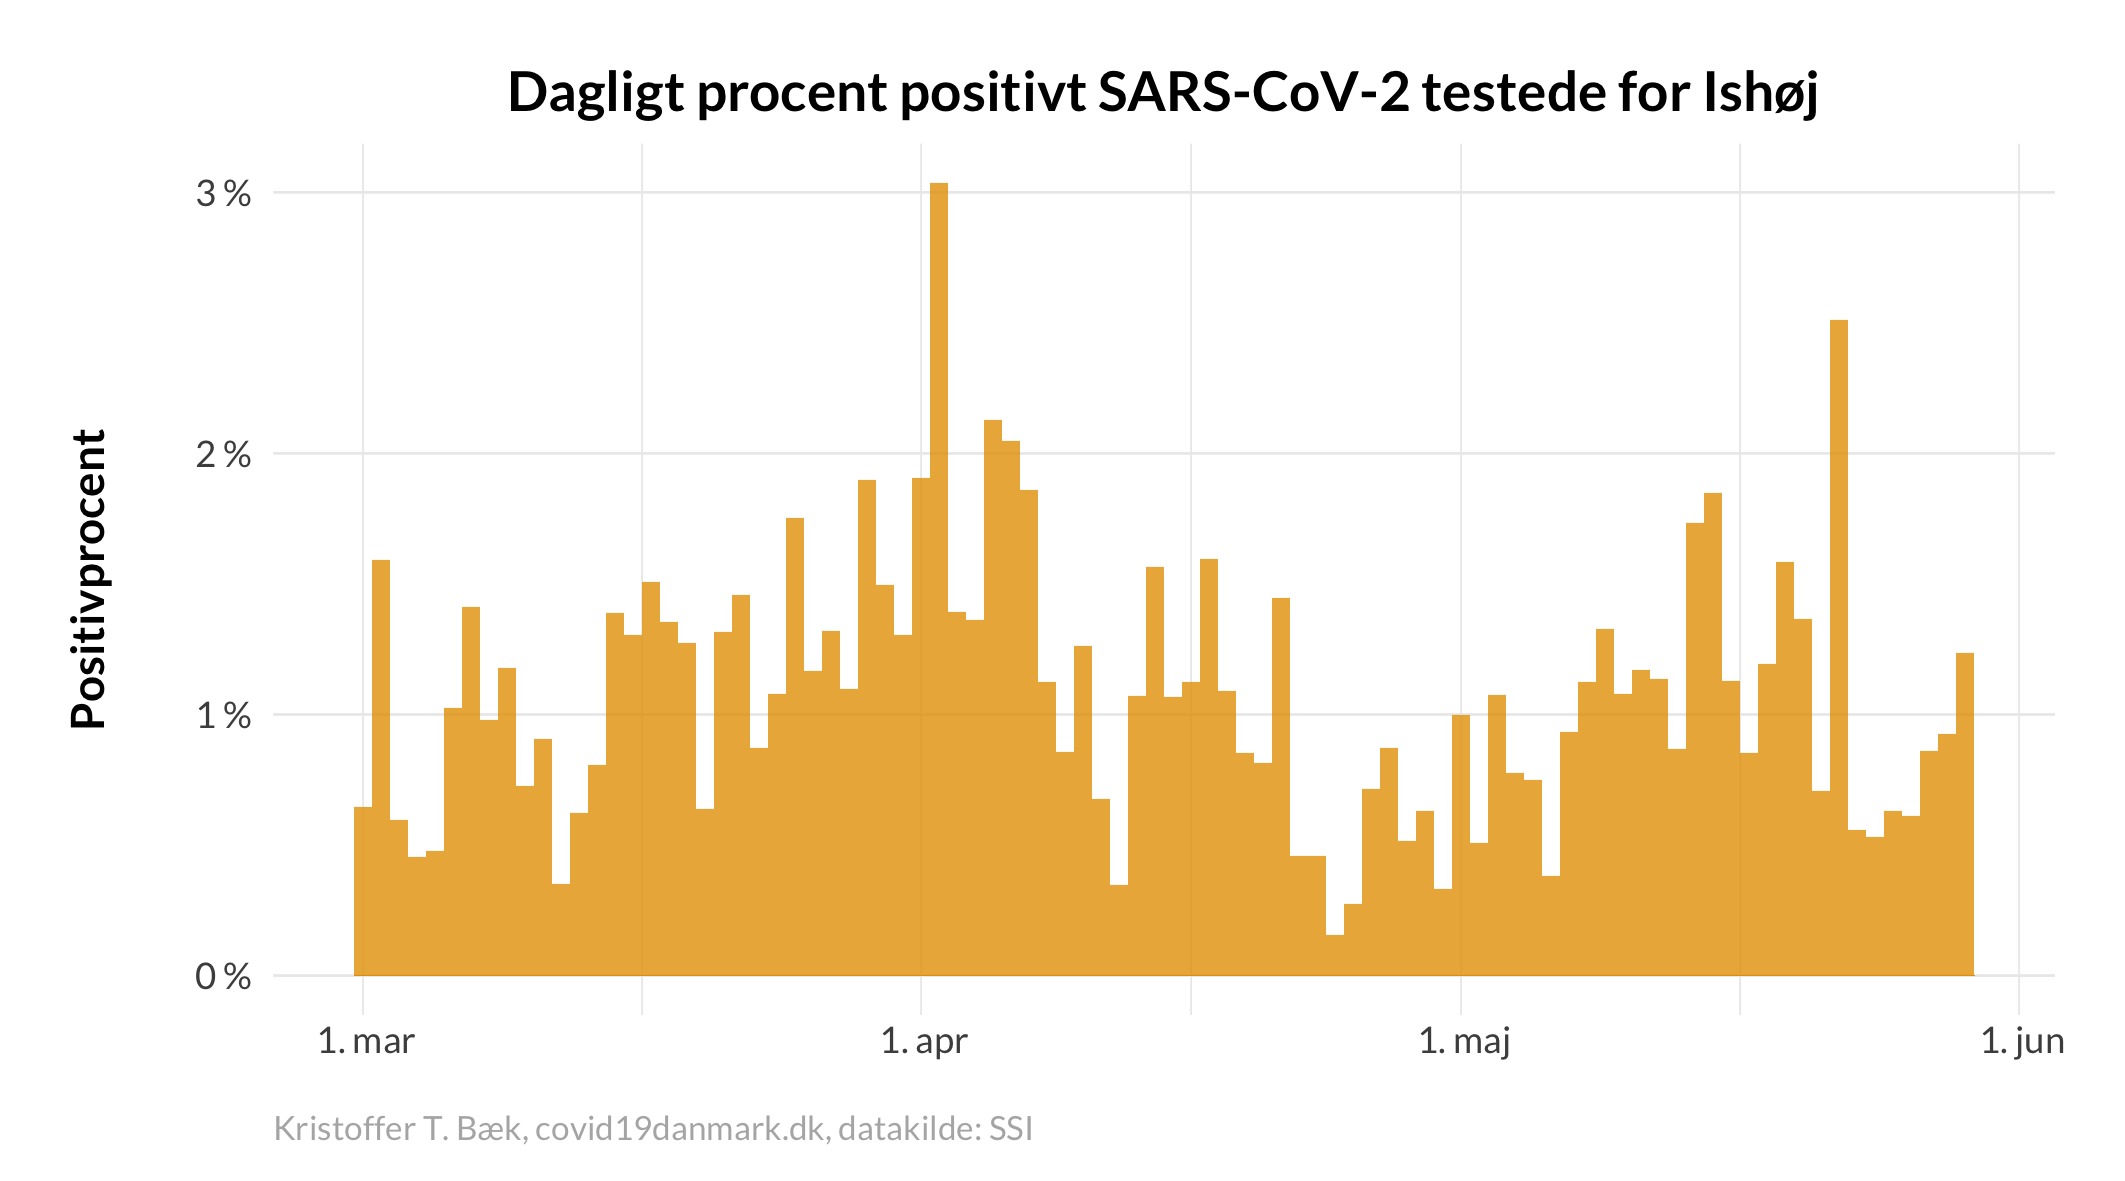 Dagligt procent positivt SARS-CoV-2 testede for Ishøj
Positivprocent
3 %
2 %
1 %
0 %
1. mar
1. apr
1. maj
1. jun
Kristoffer T. Bæk, covid19danmark.dk, datakilde: SSI